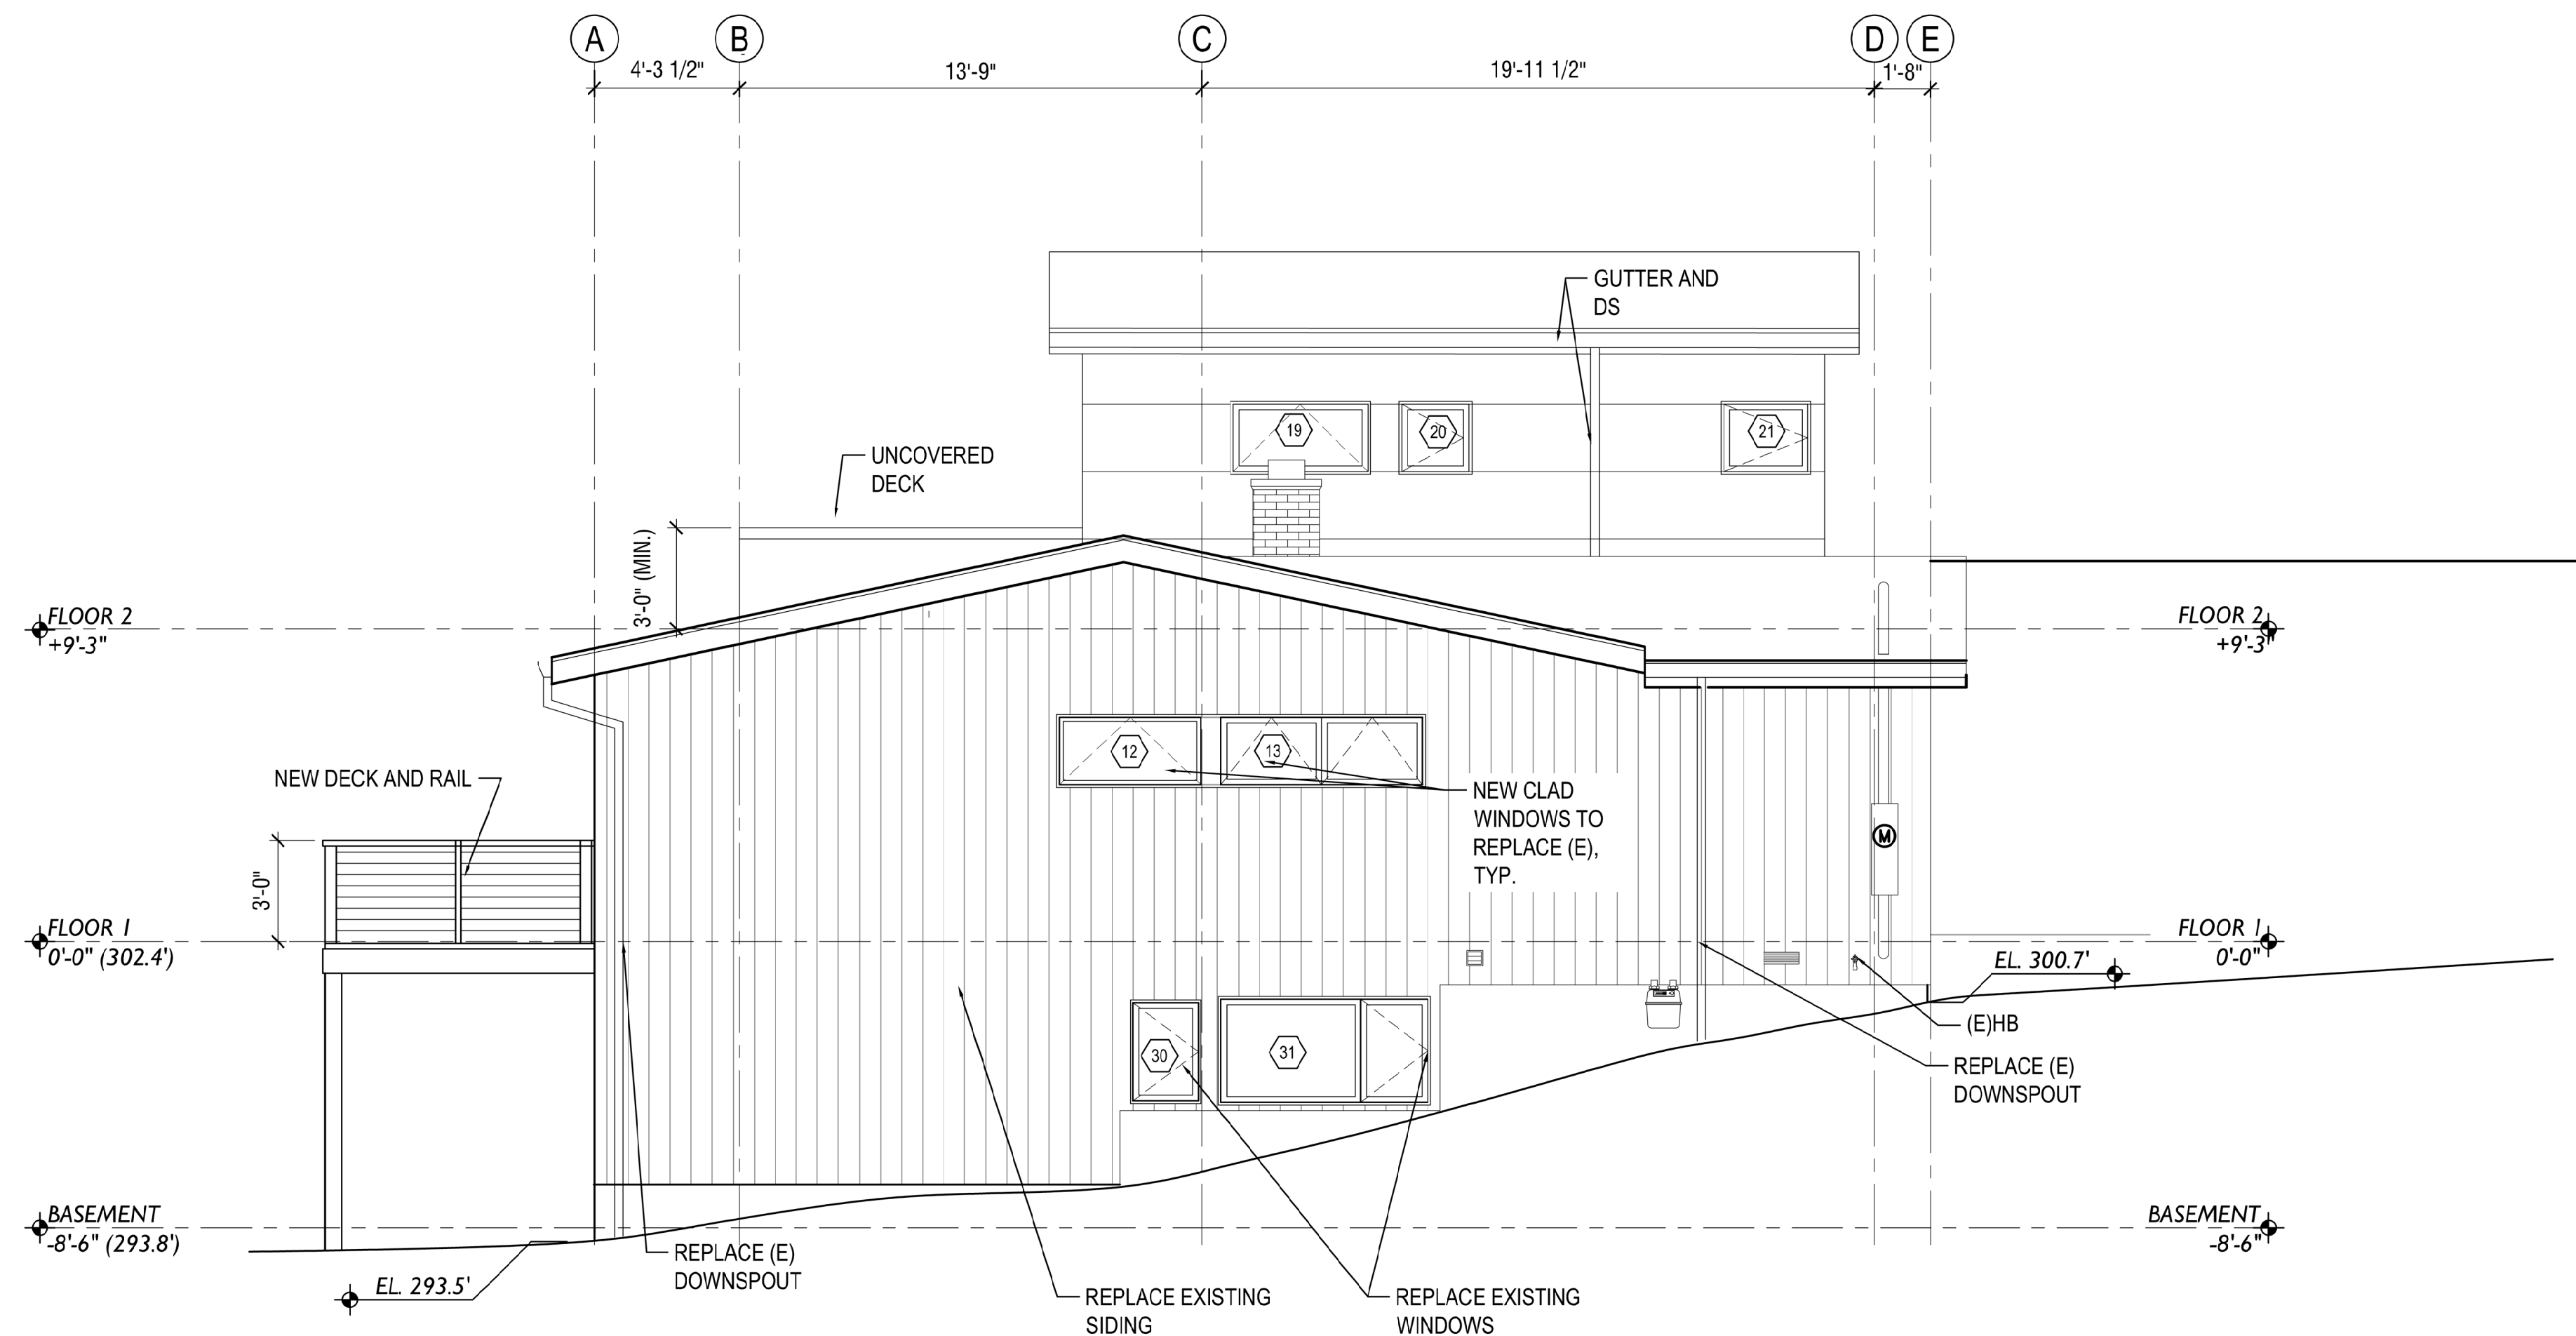 A
B
C
D
E
4'-3 1/2"
13'-9"
19'-11 1/2"
1'-8"
GUTTER AND
DS
19
20
21
UNCOVERED
DECK
3'-0" (MIN.)
FLOOR 2
+9'-3"
FLOOR 2
+9'-3"
12
13
NEW DECK AND RAIL
NEW CLAD
WINDOWS TO
REPLACE (E),
TYP.
M
3'-0"
FLOOR 1
0'-0" (302.4')
FLOOR 1
0'-0"
EL. 300.7'
(E)HB
30
31
REPLACE (E)
DOWNSPOUT
BASEMENT
-8'-6" (293.8')
BASEMENT
-8'-6"
REPLACE (E)
DOWNSPOUT
EL. 293.5'
REPLACE EXISTING
SIDING
REPLACE EXISTING
WINDOWS